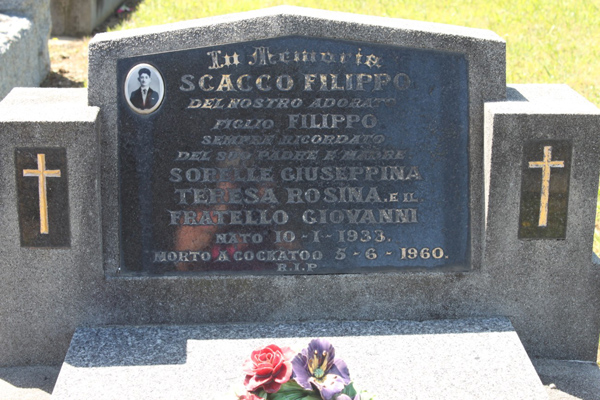 In Memoria
SCACCO FILIPPO
DEL NOSTRO ADORATO
FIGLIO FILIPPO
SEMPRE RICORDATO
DEL SUO PADRE E MADRE
SORELLE GIUSEPPINA
TERESA ROSINA. E IL
FRATELLO GIOVANNI
NATO 10-1-1933.
MORTO A COCKATOO 5-6-1960.
R.I.P